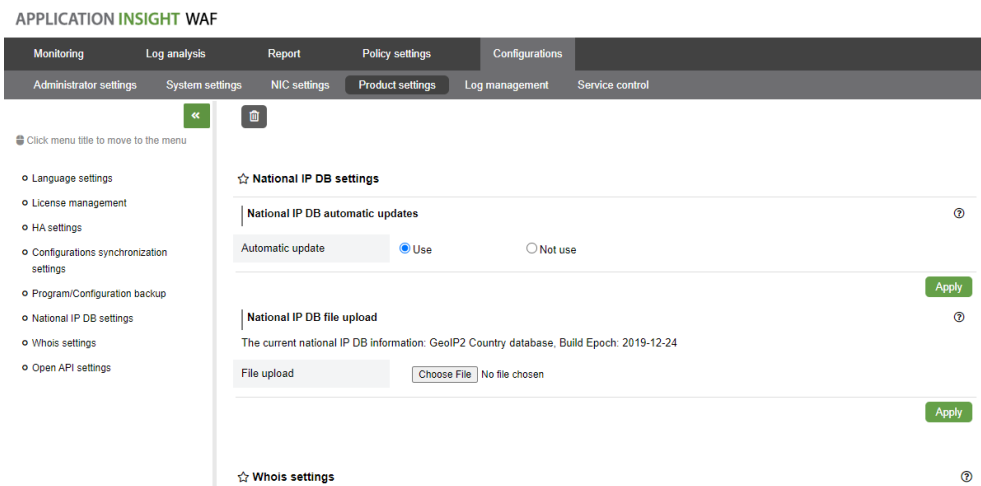 APPLICATION INSIGHT WAF
Monitoring Log analysis Report Policy settings Configurations
Administrator settings System settings NIC settings Product settings Log management Service control
«
Click menu title to move to the menu
Language settings
License management
HA settings
Configurations synchronization
settings
Program/Configuration backup
National IP DB settings
Whois settings
Open API settings
National IP DB settings
National IP DB automatic updates
Automatic update Use Not use
Apply
National IP DB file upload
The current national IP DB information: GeoIP2 Country database, Build Epoch: 2019-12-24
File upload Choose File No file chosen
Apply
Whois settings